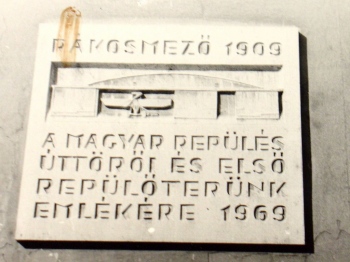 RÁKOSMEZŐ 1909
A MAGYAR REPÜLÉS
ÚTTÖRŐI ÉS ELSŐ
REPÜLŐTERÜNK
EMLÉKÉRE 1969